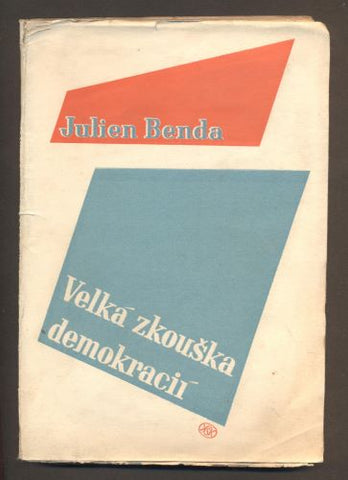 Julien Benda
Velká zkouška
demokracií